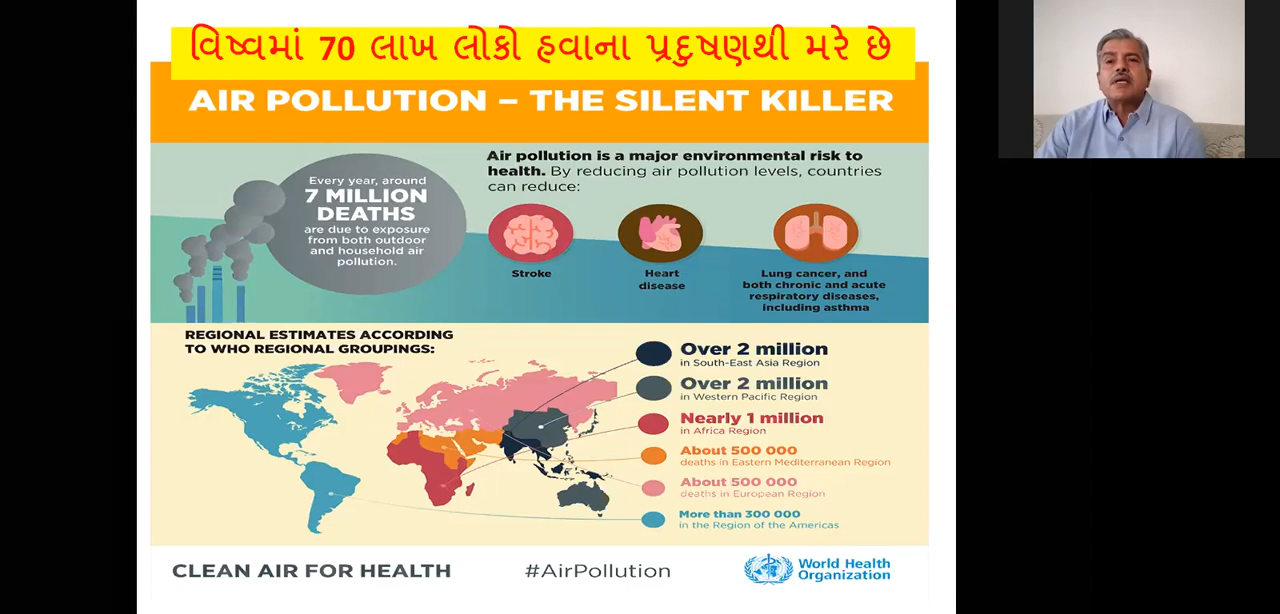 વિશ્વમાં 70 લાખ લોકો હવાના પ્રદુષણથી મરે છે
AIR POLLUTION – THE SILENT KILLER
Every year, around
7 MILLION
DEATHS
are due to exposure
from both outdoor
and household air
pollution.
Air pollution is a major environmental risk to
health. By reducing air pollution levels, countries
can reduce:
Stroke
Heart
disease
Lung cancer, and
both chronic and acute
respiratory diseases,
including asthma
REGIONAL ESTIMATES ACCORDING
TO WHO REGIONAL GROUPINGS:
Over 2 million
in South-East Asia Region
Over 2 million
in Western Pacific Region
Nearly 1 million
in Africa Region
About 500 000
deaths in Eastern Mediterranean Region
About 500 000
deaths in European Region
More than 300 000
in the Region of the Americas
CLEAN AIR FOR HEALTH
#AirPollution
World Health
Organization